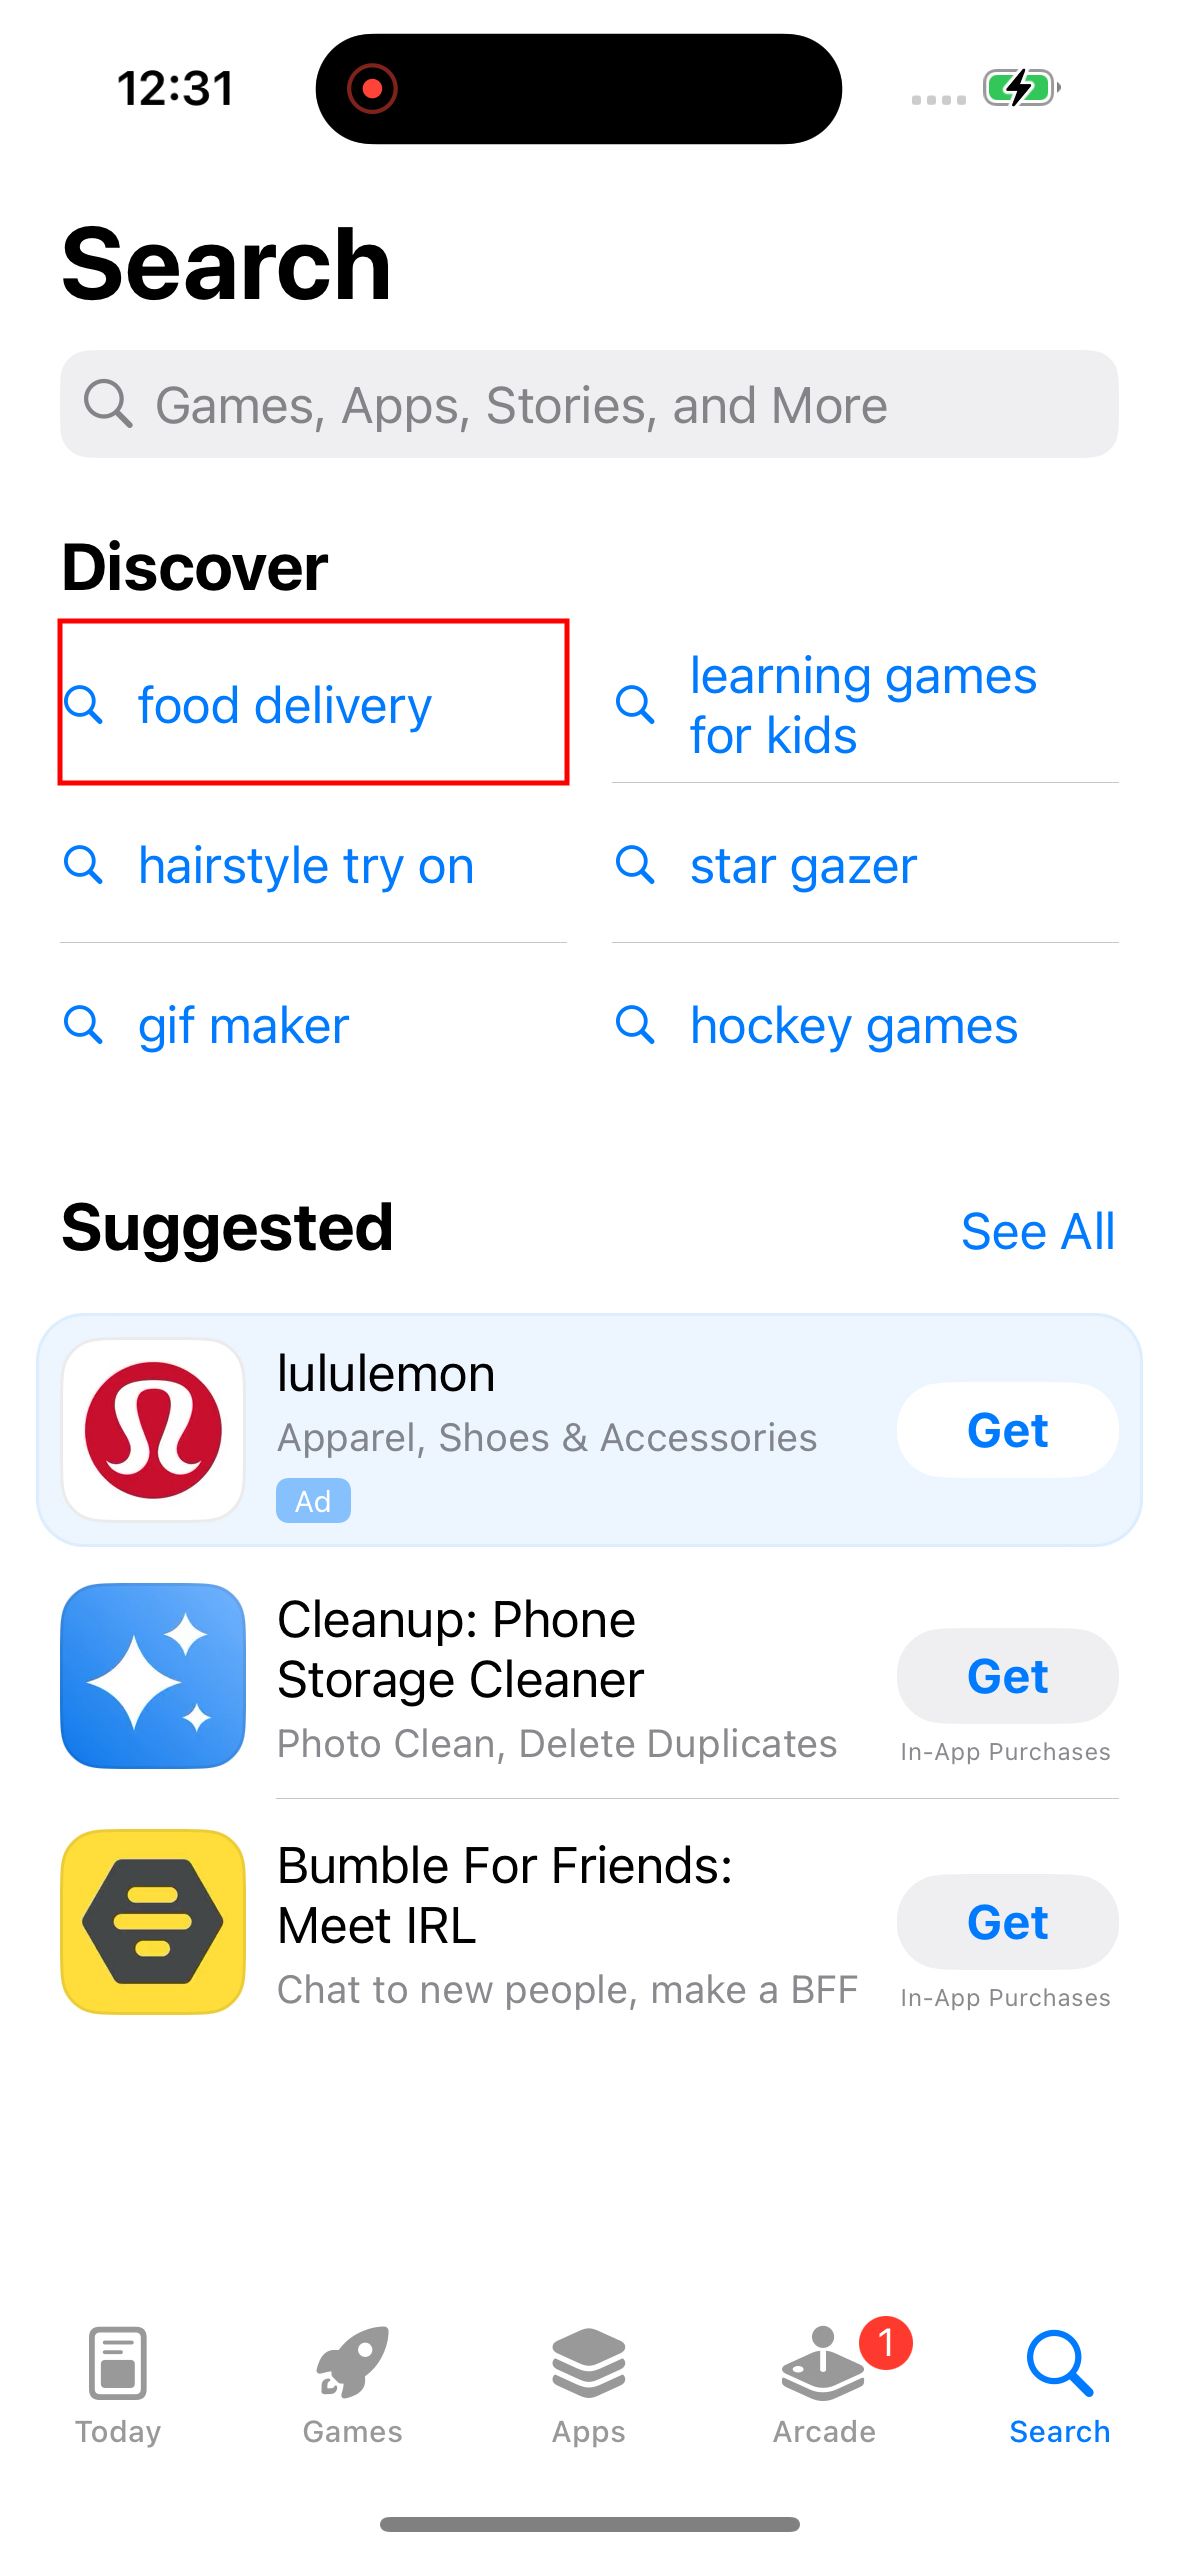 12:31
Search
Games, Apps, Stories, and More
Discover
food delivery
learning games
for kids
hairstyle try on
star gazer
gif maker
hockey games
Suggested
See All
lululemon
Apparel, Shoes & Accessories
Ad
Get
Cleanup: Phone
Storage Cleaner
Photo Clean, Delete Duplicates
Get
In-App Purchases
Bumble For Friends:
Meet IRL
Chat to new people, make a BFF
Get
In-App Purchases
1
Today
Games
Apps
Arcade
Search